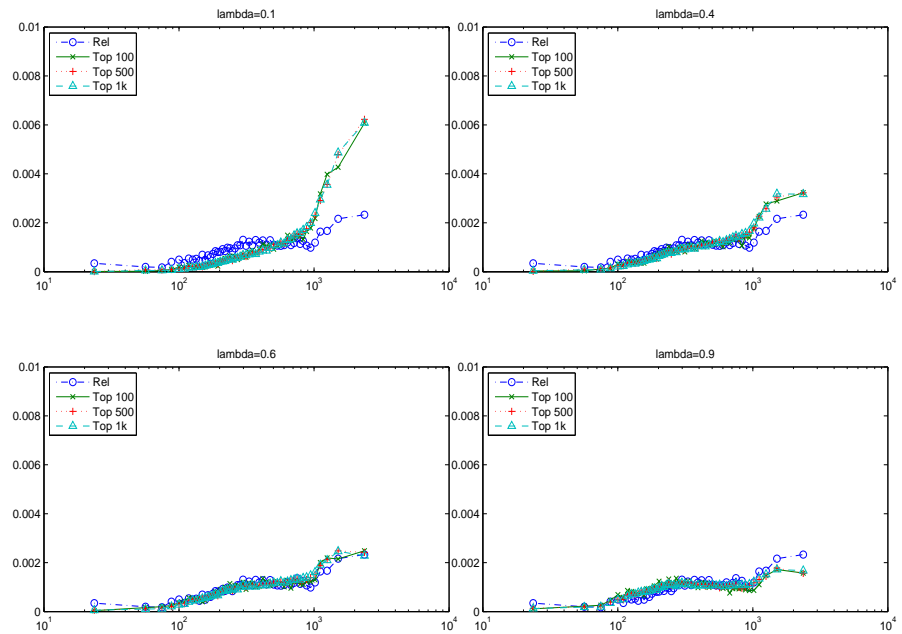 lambda=0.1
0.01
0.008
0.006
0.004
0.002
0
Rel
Top 100
Top 500
Top 1k
10^1
10^2
10^3
10^4
lambda=0.4
0.01
0.008
0.006
0.004
0.002
0
Rel
Top 100
Top 500
Top 1k
10^1
10^2
10^3
10^4
lambda=0.6
0.01
0.008
0.006
0.004
0.002
0
Rel
Top 100
Top 500
Top 1k
10^1
10^2
10^3
10^4
lambda=0.9
0.01
0.008
0.006
0.004
0.002
0
Rel
Top 100
Top 500
Top 1k
10^1
10^2
10^3
10^4